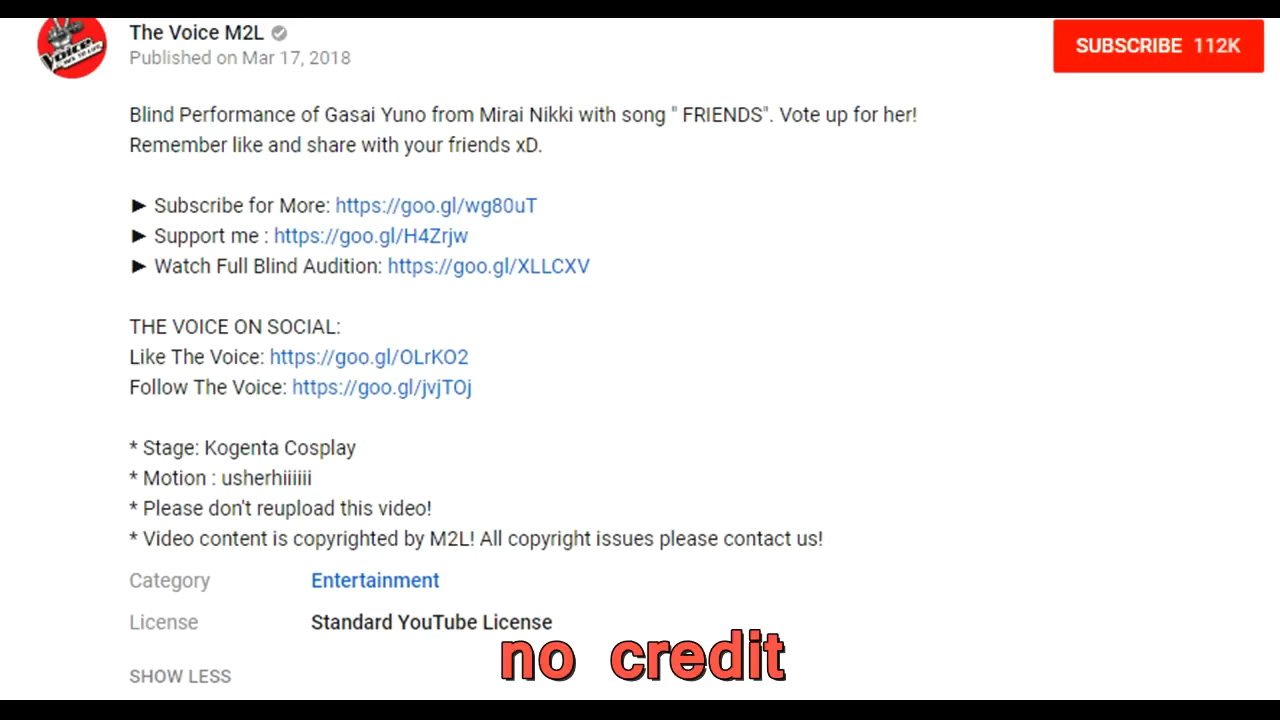 The Voice M2L
Published on Mar 17, 2018
SUBSCRIBE 112K
Blind Performance of Gasai Yuno from Mirai Nikki with song " FRIENDS". Vote up for her!
Remember like and share with your friends xD.
► Subscribe for More: https://goo.gl/wg80uT
► Support me : https://goo.gl/H4Zrjw
► Watch Full Blind Audition: https://goo.gl/XLLCXV
THE VOICE ON SOCIAL:
Like The Voice: https://goo.gl/OLrKO2
Follow The Voice: https://goo.gl/jvjTOj
* Stage: Kogenta Cosplay
* Motion : usherhiiiiii
* Please don't reupload this video!
* Video content is copyrighted by M2L! All copyright issues please contact us!
Category Entertainment
License Standard YouTube License
no credit
SHOW LESS